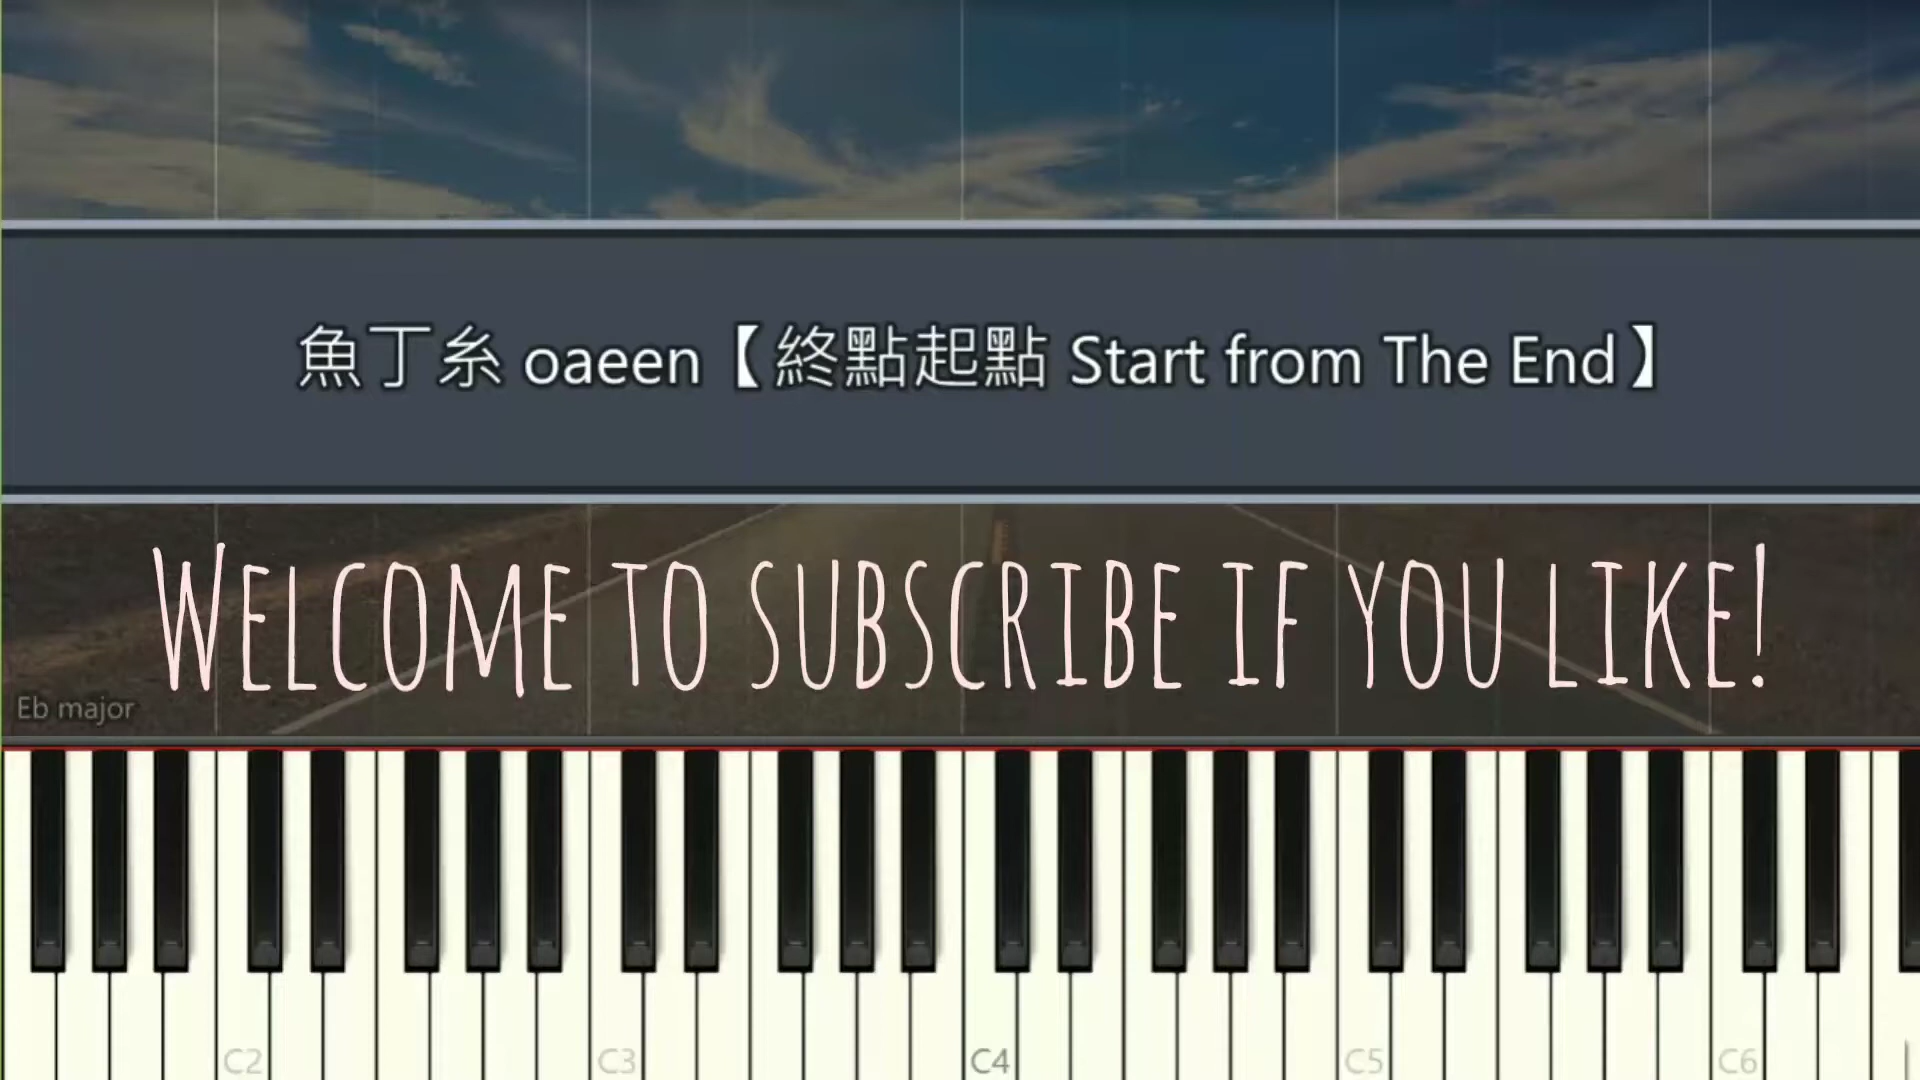 魚丁糸 oaeen【終點起點 Start from The End】
Welcome to subscribe if you like!
Eb major
C2 C3 C4 C5 C6